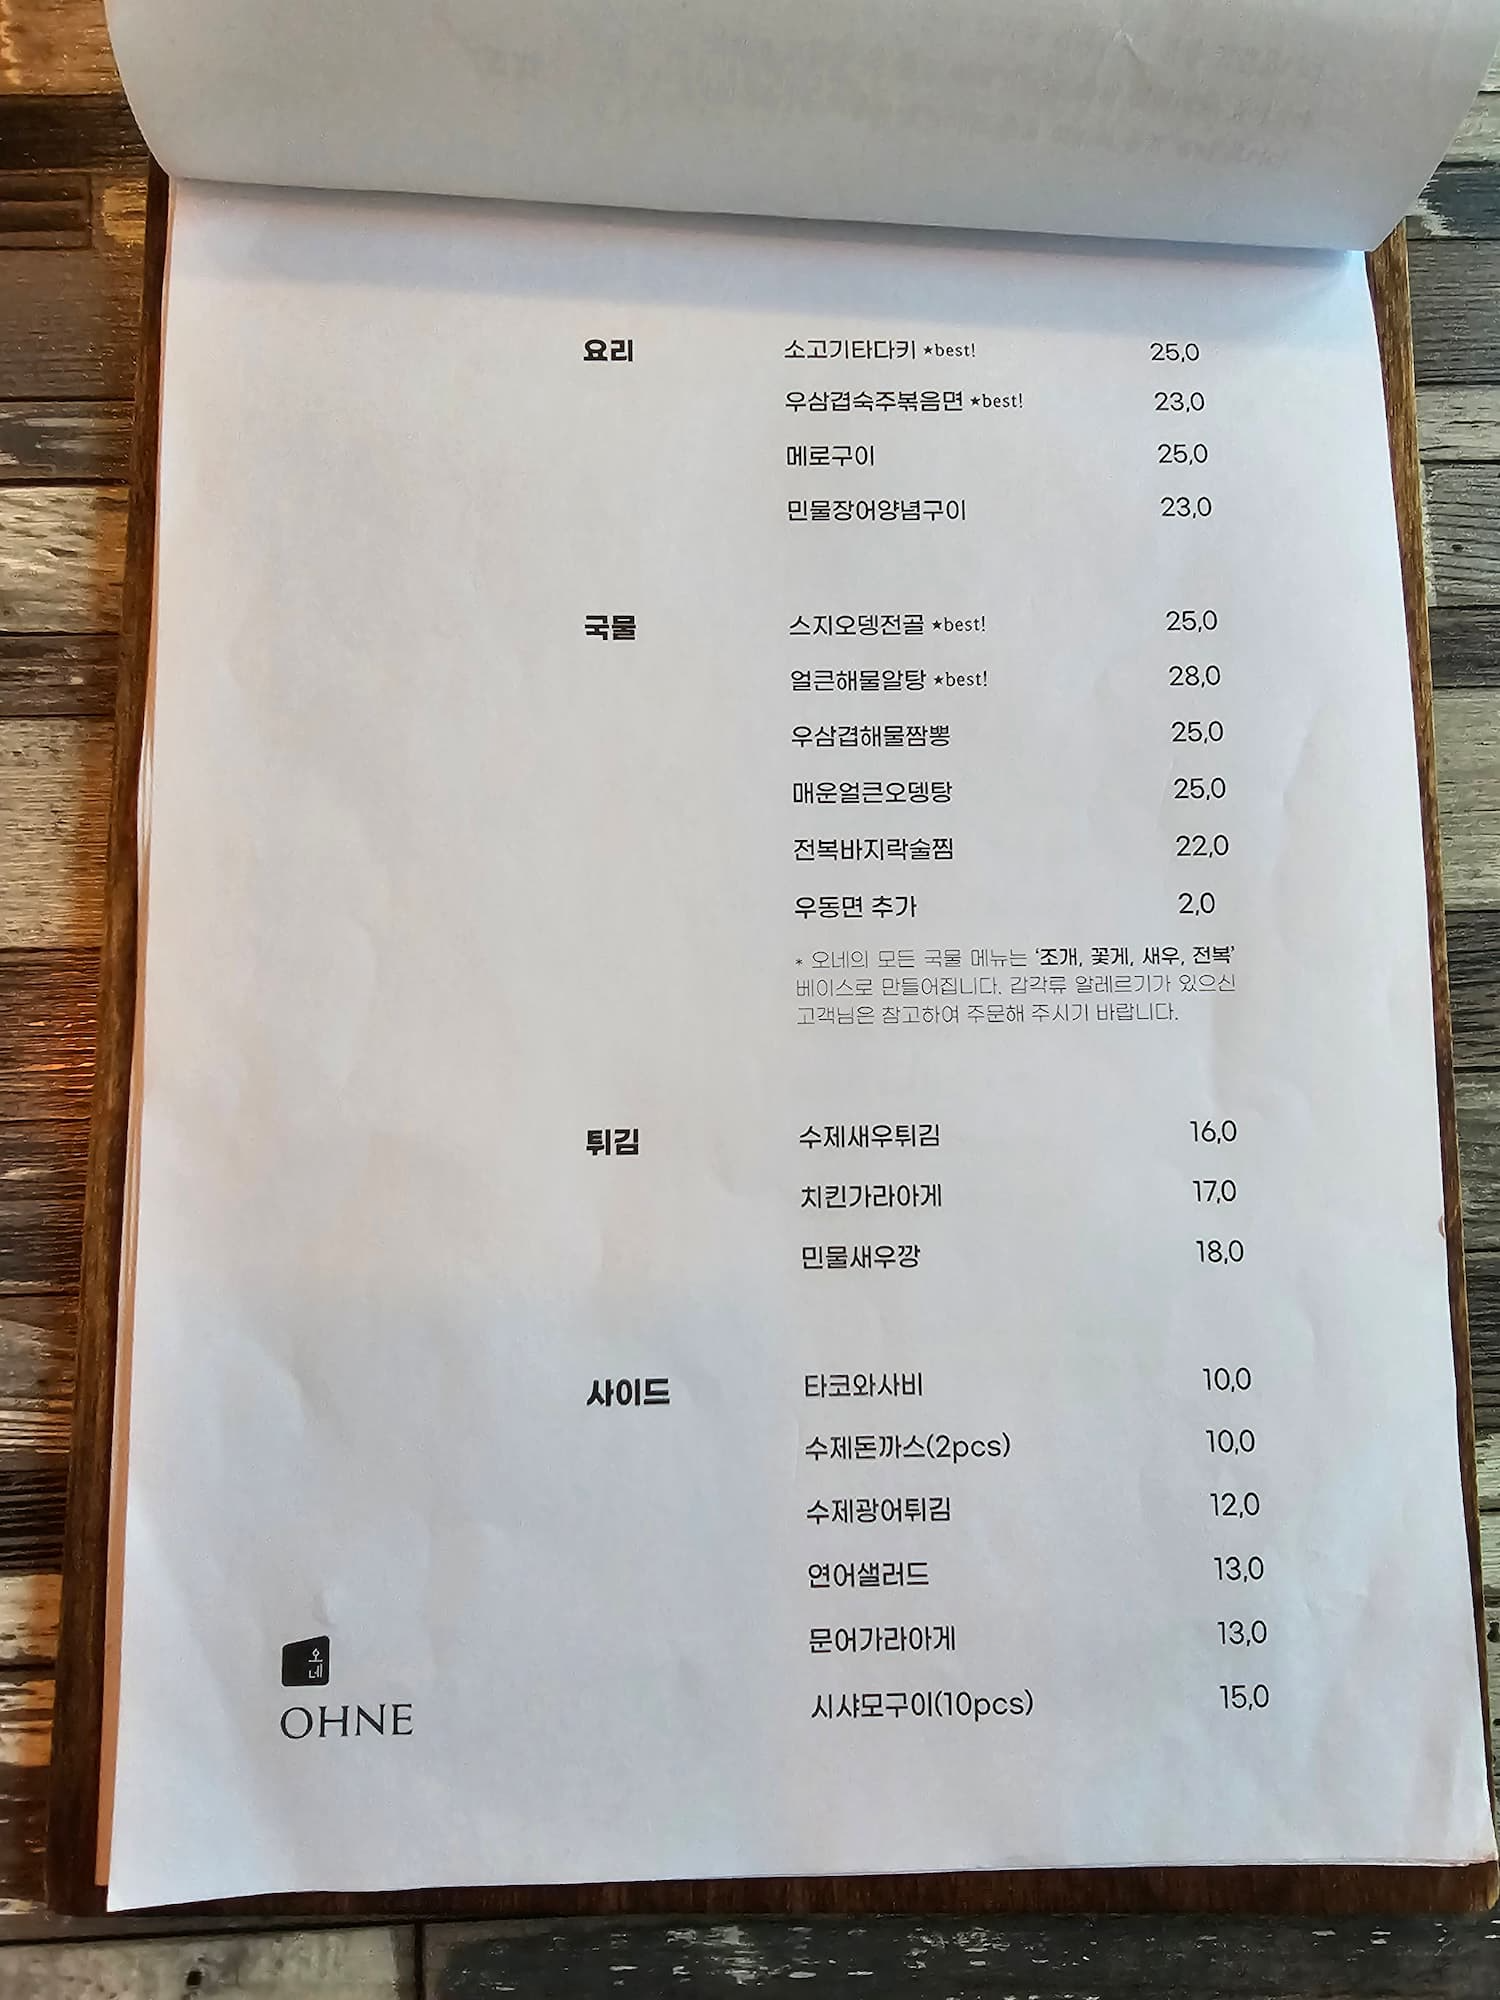 요리
소고기타다키 ★best! 25,0
우삼겹숙주볶음면 ★best! 23,0
메로구이 25,0
민물장어양념구이 23,0
국물
스지오뎅전골 ★best! 25,0
얼큰해물알탕 ★best! 28,0
우삼겹해물짬뽕 25,0
매운얼큰오뎅탕 25,0
전복바지락술찜 22,0
우동면 추가 2,0
* 오네의 모든 국물 메뉴는 '조개, 꽃게, 새우, 전복'
베이스로 만들어집니다. 갑각류 알레르기가 있으신
고객님은 참고하여 주문해 주시기 바랍니다.
튀김
수제새우튀김 16,0
치킨가라아게 17,0
민물새우깡 18,0
사이드
타코와사비 10,0
수제돈까스(2pcs) 10,0
수제광어튀김 12,0
연어샐러드 13,0
문어가라아게 13,0
시샤모구이(10pcs) 15,0
오
네
OHNE